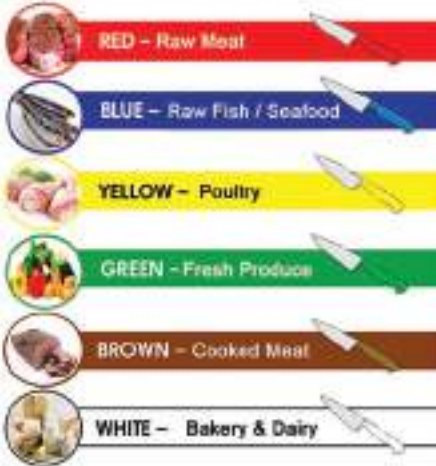 RED – Raw Meat
BLUE – Raw Fish / Seafood
YELLOW – Poultry
GREEN – Fresh Produce
BROWN – Cooked Meat
WHITE – Bakery & Dairy